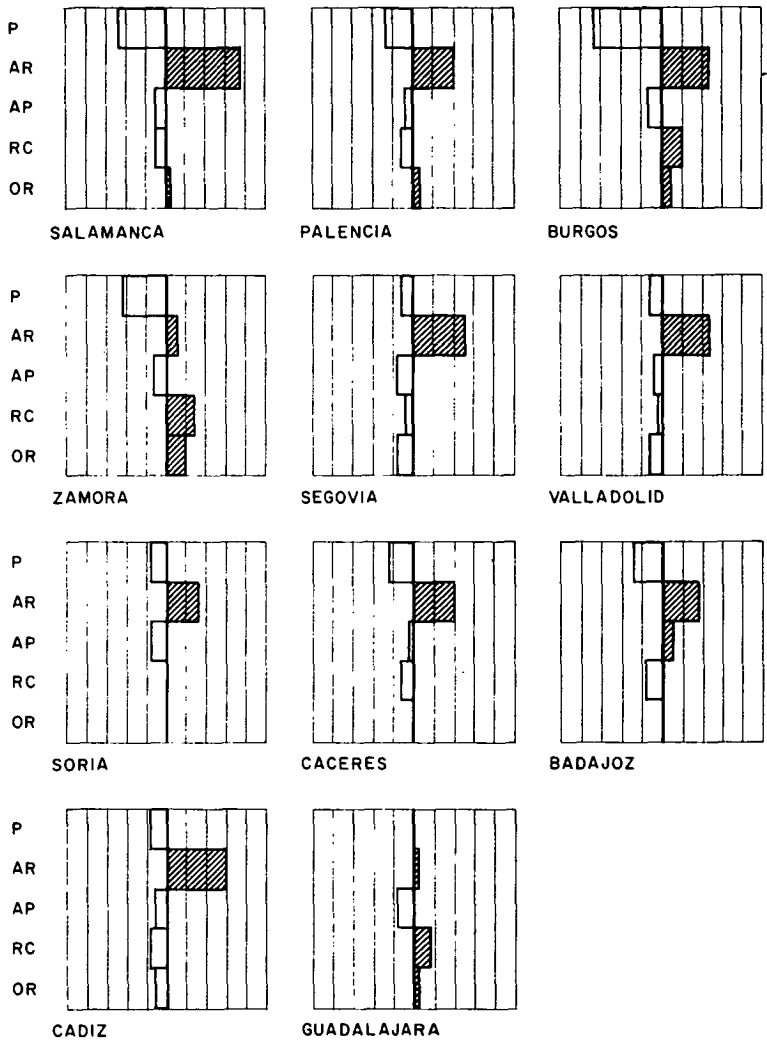 P
AR
AP
RC
OR
SALAMANCA PALENCIA BURGOS
P
AR
AP
RC
OR
ZAMORA SEGOVIA VALLADOLID
P
AR
AP
RC
OR
SORIA CACERES BADAJOZ
P
AR
AP
RC
OR
CADIZ GUADALAJARA